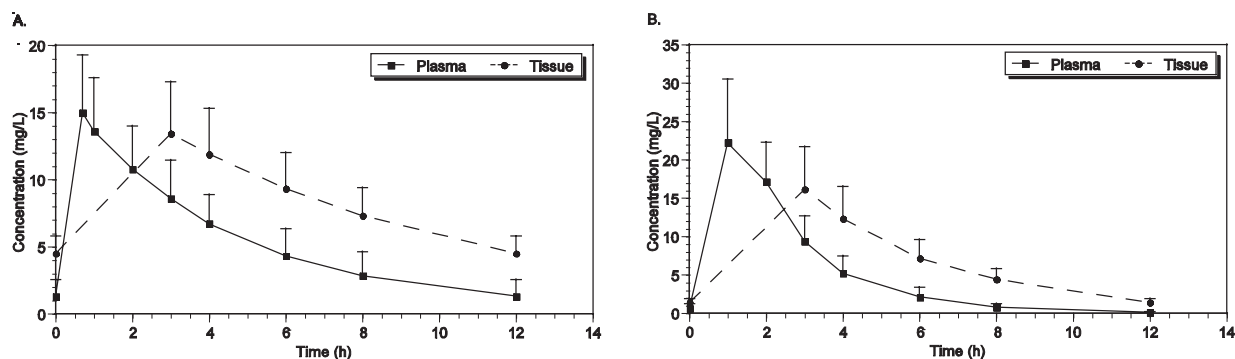 A.
20
15
10
5
0
Concentration (mg/L)
Plasma Tissue
0 2 4 6 8 10 12 14
Time (h)
B.
35
30
25
20
15
10
5
0
Concentration (mg/L)
Plasma Tissue
0 2 4 6 8 10 12 14
Time (h)